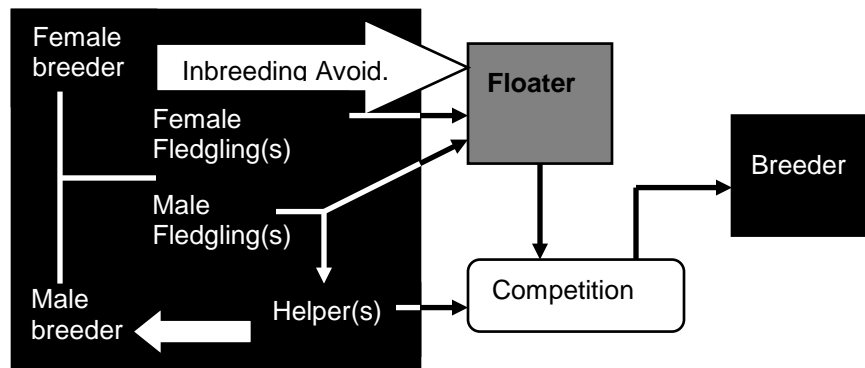 Female
breeder
Inbreeding Avoid.
Floater
Female
Fledgling(s)
Breeder
Male
Fledgling(s)
Male
breeder
Helper(s)
Competition